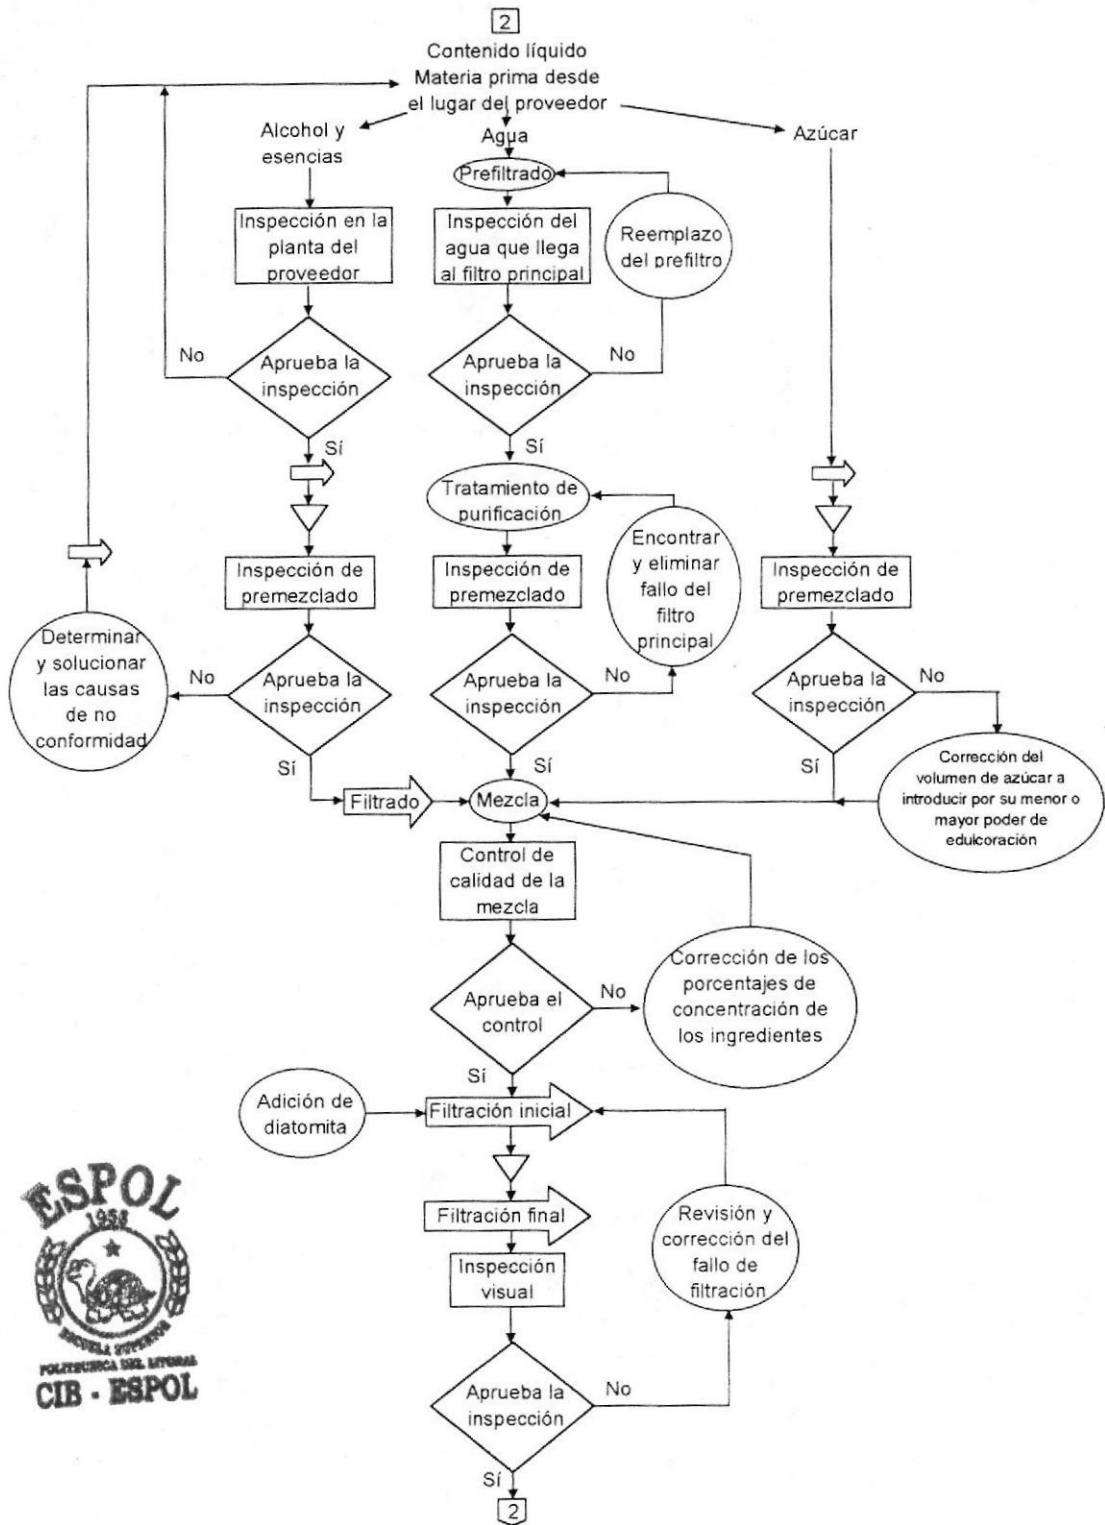 2
Contenido líquido
Materia prima desde
el lugar del proveedor
Alcohol y
esencias
Agua
Azúcar
Prefiltrado
Inspección en la
planta del
proveedor
Inspección del
agua que llega
al filtro principal
Reemplazo
del prefiltro
No
Aprueba la
inspección
Aprueba la
inspección
No
Sí
Sí
Tratamiento de
purificación
Encontrar
y eliminar
fallo del
filtro
principal
Inspección de
premezclado
Inspección de
premezclado
Inspección de
premezclado
Determinar
y solucionar
las causas
de no
conformidad
No
Aprueba la
inspección
Aprueba la
inspección
No
Aprueba la
inspección
No
Sí
Sí
Sí
Corrección del
volumen de azúcar a
introducir por su menor o
mayor poder de
edulcoración
Filtrado
Mezcla
Control de
calidad de la
mezcla
Aprueba el
control
No
Corrección de los
porcentajes de
concentración de
los ingredientes
Sí
Adición de
diatomita
Filtración inicial
Filtración final
Revisión y
corrección del
fallo de
filtración
Inspección
visual
Aprueba la
inspección
No
Sí
2
ESPOL
1958
ESCUELA SUPERIOR
POLITECNICA DEL LITORAL
CIB - ESPOL